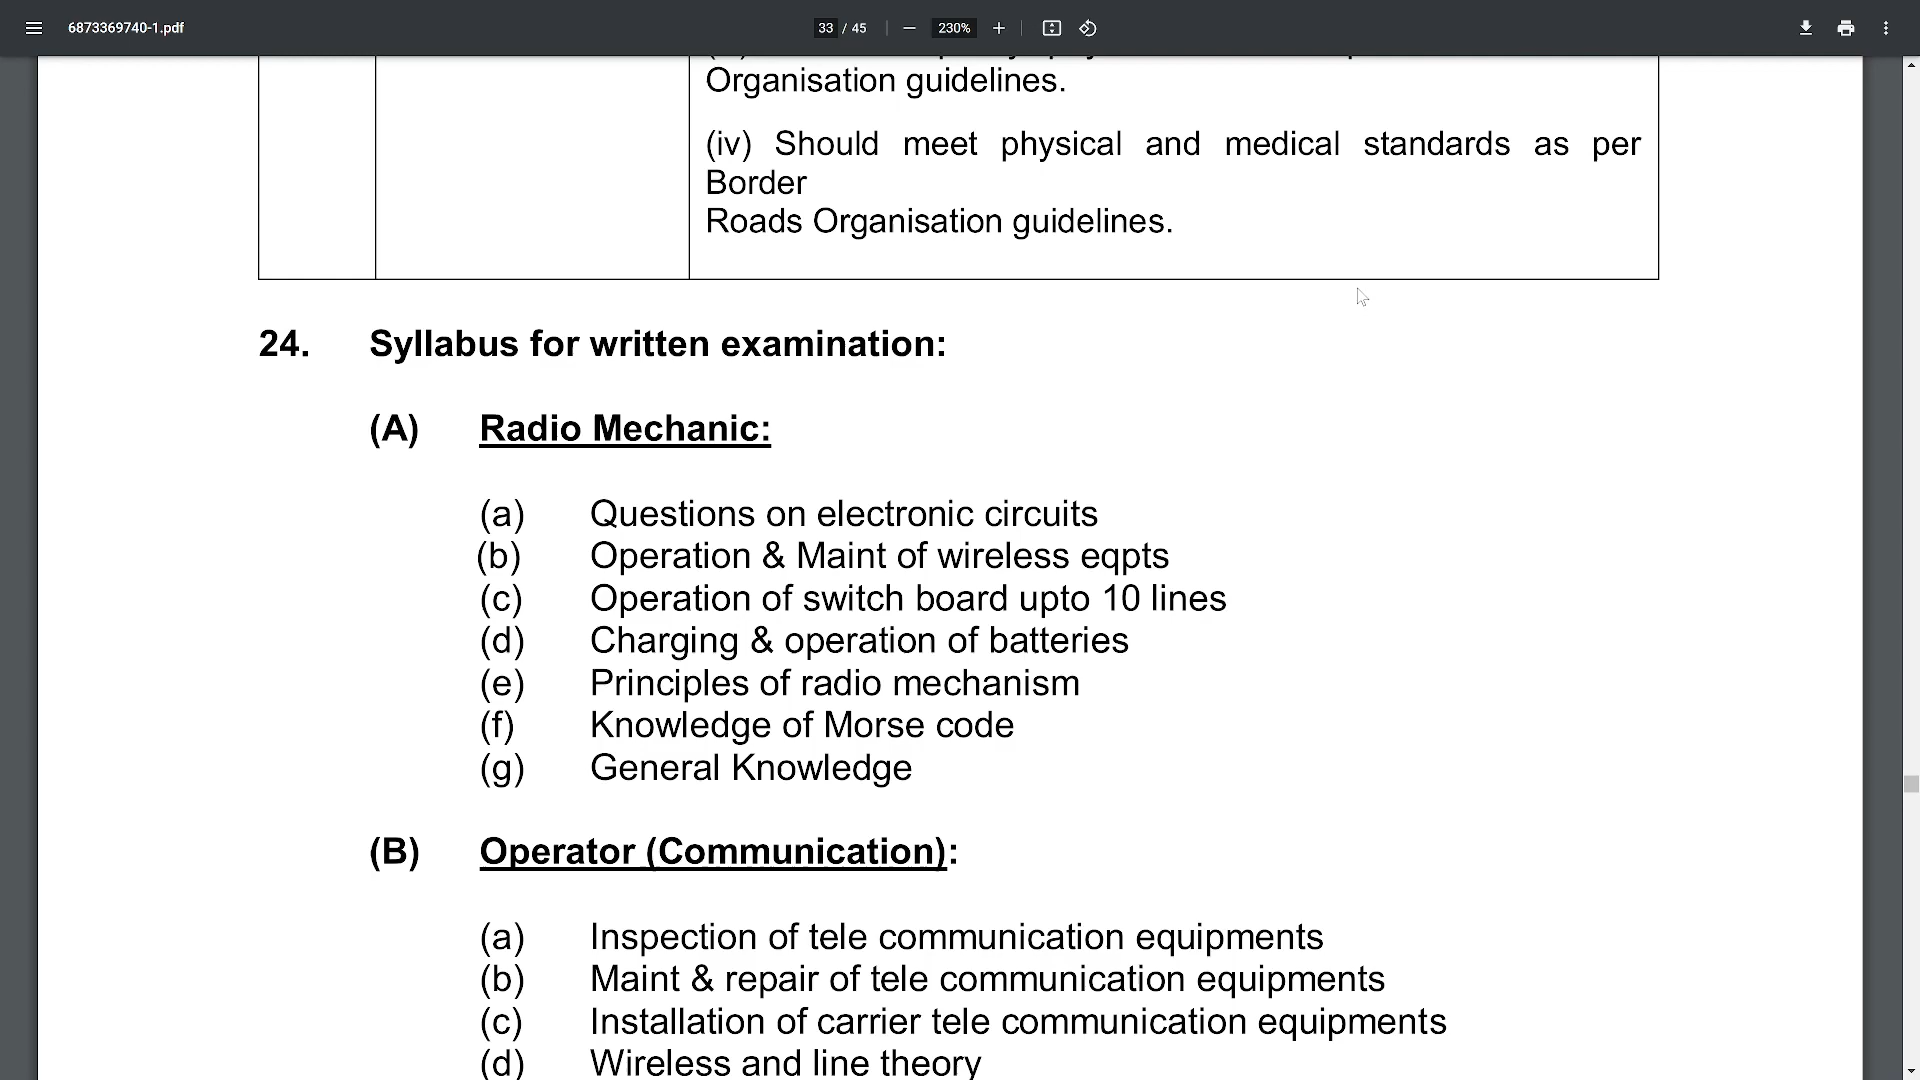 6873369740-1.pdf
33 / 45
230%
Organisation guidelines.
(iv) Should meet physical and medical standards as per
Border
Roads Organisation guidelines.
24. Syllabus for written examination:
(A) Radio Mechanic:
(a) Questions on electronic circuits
(b) Operation & Maint of wireless eqpts
(c) Operation of switch board upto 10 lines
(d) Charging & operation of batteries
(e) Principles of radio mechanism
(f) Knowledge of Morse code
(g) General Knowledge
(B) Operator (Communication):
(a) Inspection of tele communication equipments
(b) Maint & repair of tele communication equipments
(c) Installation of carrier tele communication equipments
(d) Wireless and line theory